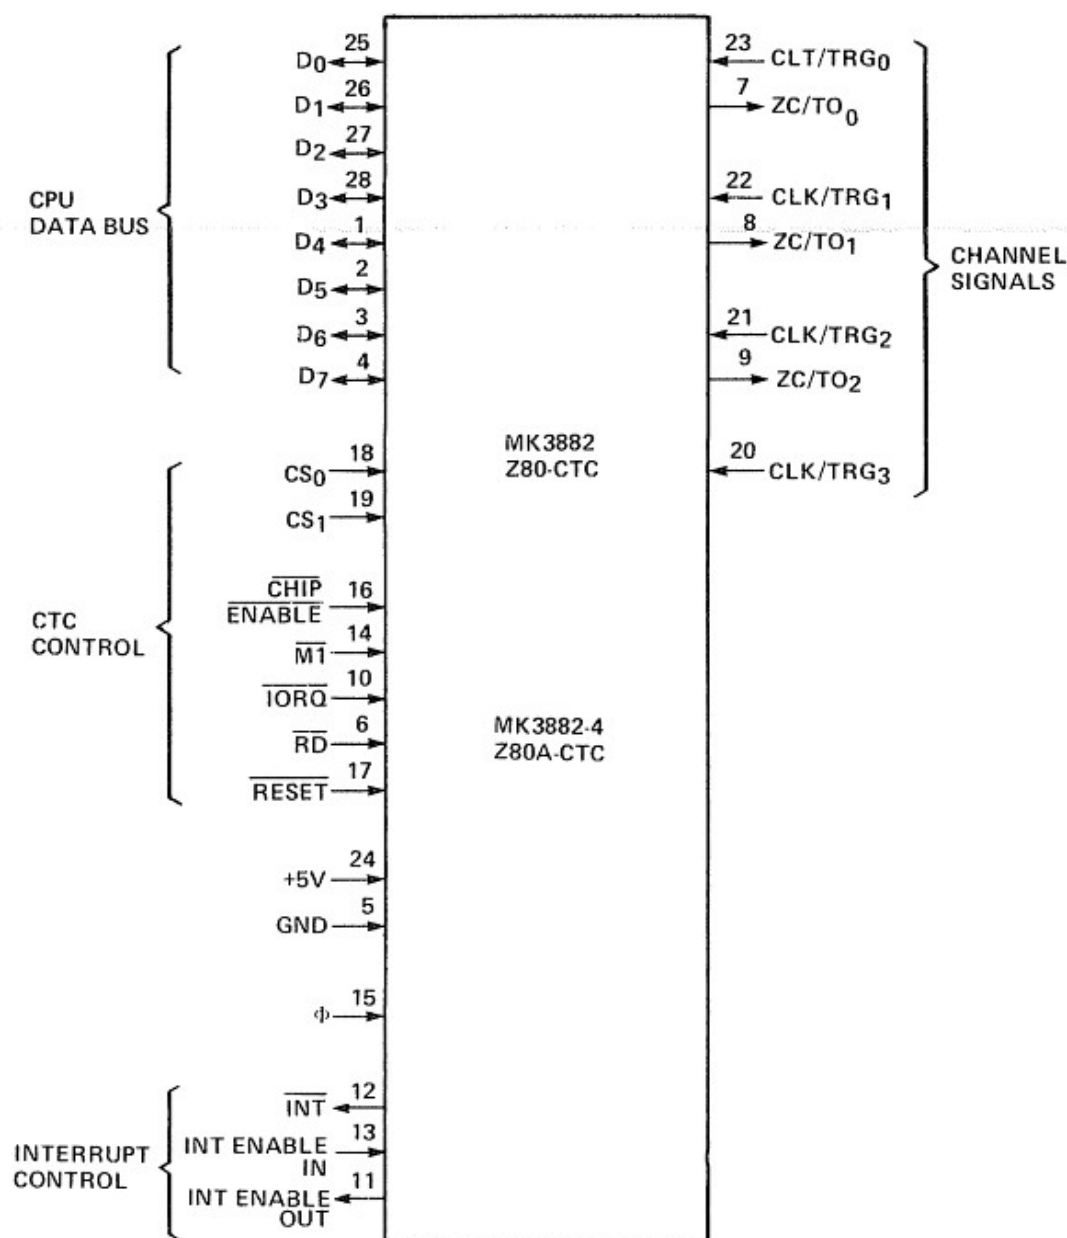 CPU
DATA BUS
D0 25
D1 26
D2 27
D3 28
D4 1
D5 2
D6 3
D7 4
CTC
CONTROL
CS0 18
CS1 19
CHIP
ENABLE 16
M1 14
IORQ 10
RD 6
RESET 17
+5V 24
GND 5
Φ 15
INTERRUPT
CONTROL
INT 12
INT ENABLE
IN 13
INT ENABLE
OUT 11
MK3882
Z80-CTC
MK3882-4
Z80A-CTC
23 CLT/TRG0
7 ZC/TO0
22 CLK/TRG1
8 ZC/TO1
21 CLK/TRG2
9 ZC/TO2
20 CLK/TRG3
CHANNEL
SIGNALS